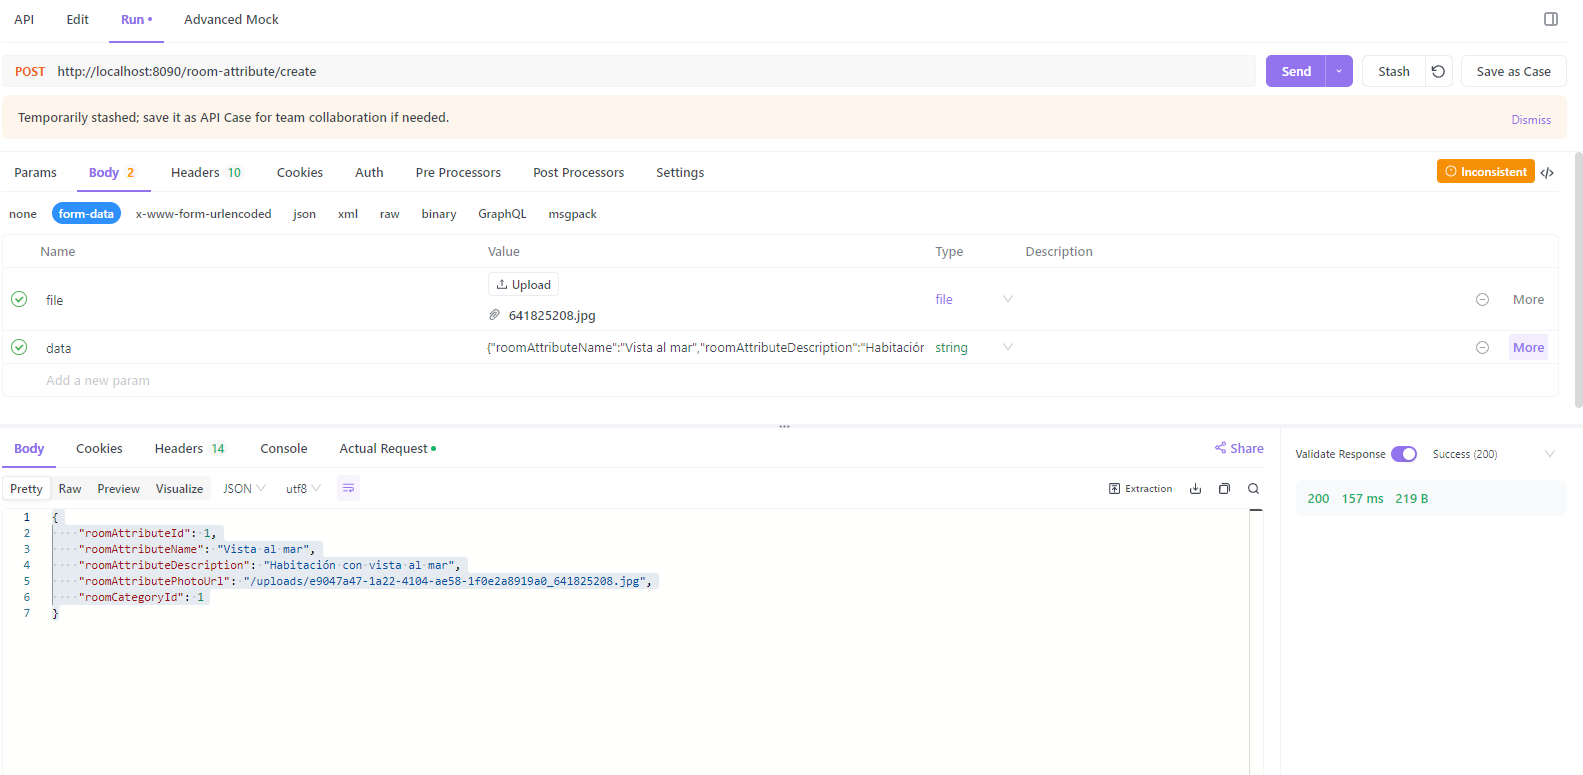 API Edit Run Advanced Mock
POST http://localhost:8090/room-attribute/create Send Stash Save as Case
Temporarily stashed; save it as API Case for team collaboration if needed. Dismiss
Params Body 2 Headers 10 Cookies Auth Pre Processors Post Processors Settings Inconsistent
none form-data x-www-form-urlencoded json xml raw binary GraphQL msgpack
Name Value Type Description
Upload
file file More
641825208.jpg
data {"roomAttributeName":"Vista al mar","roomAttributeDescription":"Habitación string More
Add a new param
Body Cookies Headers 14 Console Actual Request Share
Validate Response Success (200)
Pretty Raw Preview Visualize JSON utf8 Extraction
200 157 ms 219 B
1 {
2 "roomAttributeId": 1,
3 "roomAttributeName": "Vista al mar",
4 "roomAttributeDescription": "Habitación con vista al mar",
5 "roomAttributePhotoUrl": "/uploads/e9047a47-1a22-4104-ae58-1f0e2a8919a0_641825208.jpg",
6 "roomCategoryId": 1
7 }